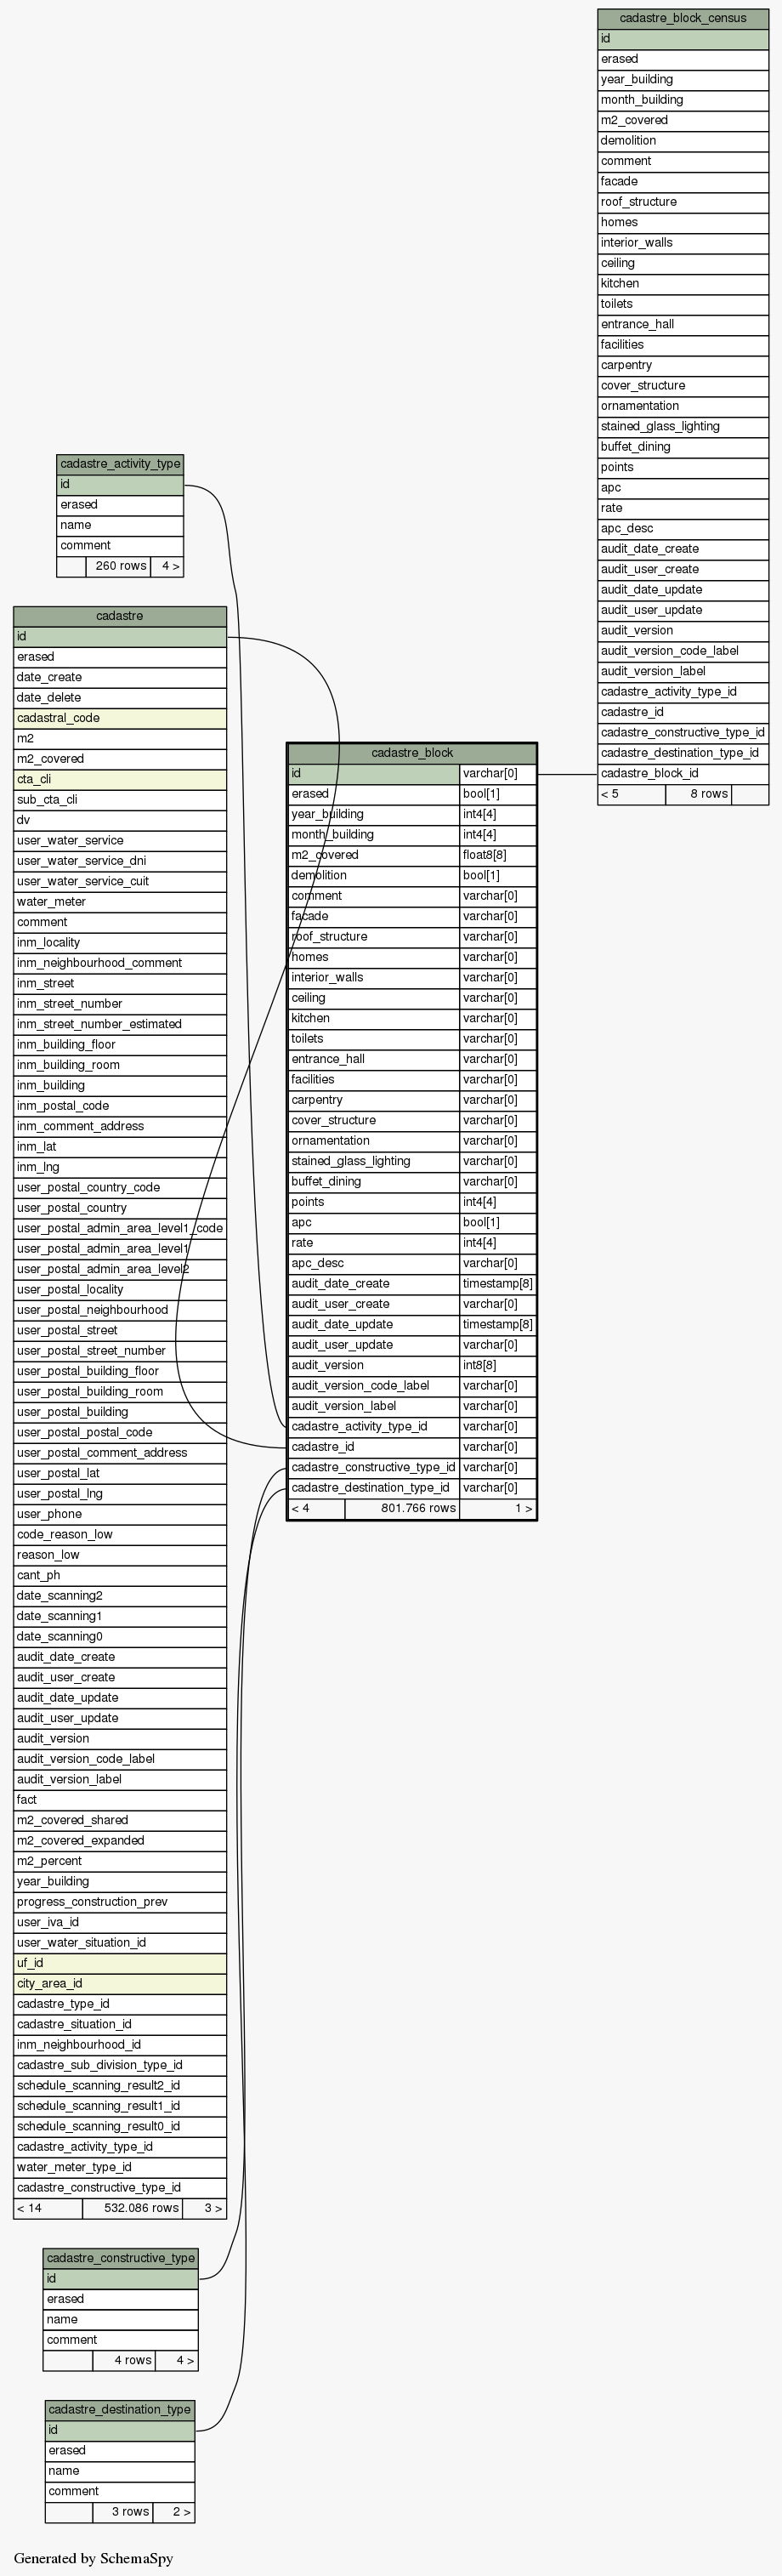 cadastre_block_census
id
erased
year_building
month_building
m2_covered
demolition
comment
facade
roof_structure
homes
interior_walls
ceiling
kitchen
toilets
entrance_hall
facilities
carpentry
cover_structure
ornamentation
stained_glass_lighting
buffet_dining
points
apc
rate
apc_desc
audit_date_create
audit_user_create
audit_date_update
audit_user_update
audit_version
audit_version_code_label
audit_version_label
cadastre_activity_type_id
cadastre_id
cadastre_constructive_type_id
cadastre_destination_type_id
cadastre_block_id
< 5 8 rows
cadastre_activity_type
id
erased
name
comment
260 rows 4 >
cadastre
id
erased
date_create
date_delete
cadastral_code
m2
m2_covered
cta_cli
sub_cta_cli
dv
user_water_service
user_water_service_dni
user_water_service_cuit
water_meter
comment
inm_locality
inm_neighbourhood_comment
inm_street
inm_street_number
inm_street_number_estimated
inm_building_floor
inm_building_room
inm_building
inm_postal_code
inm_comment_address
inm_lat
inm_lng
user_postal_country_code
user_postal_country
user_postal_admin_area_level1_code
user_postal_admin_area_level1
user_postal_admin_area_level2
user_postal_locality
user_postal_neighbourhood
user_postal_street
user_postal_street_number
user_postal_building_floor
user_postal_building_room
user_postal_building
user_postal_postal_code
user_postal_comment_address
user_postal_lat
user_postal_lng
user_phone
code_reason_low
reason_low
cant_ph
date_scanning2
date_scanning1
date_scanning0
audit_date_create
audit_user_create
audit_date_update
audit_user_update
audit_version
audit_version_code_label
audit_version_label
fact
m2_covered_shared
m2_covered_expanded
m2_percent
year_building
progress_construction_prev
user_iva_id
user_water_situation_id
uf_id
city_area_id
cadastre_type_id
cadastre_situation_id
inm_neighbourhood_id
cadastre_sub_division_type_id
schedule_scanning_result2_id
schedule_scanning_result1_id
schedule_scanning_result0_id
cadastre_activity_type_id
water_meter_type_id
cadastre_constructive_type_id
< 14 532.086 rows 3 >
cadastre_block
id varchar[0]
erased bool[1]
year_building int4[4]
month_building int4[4]
m2_covered float8[8]
demolition bool[1]
comment varchar[0]
facade varchar[0]
roof_structure varchar[0]
homes varchar[0]
interior_walls varchar[0]
ceiling varchar[0]
kitchen varchar[0]
toilets varchar[0]
entrance_hall varchar[0]
facilities varchar[0]
carpentry varchar[0]
cover_structure varchar[0]
ornamentation varchar[0]
stained_glass_lighting varchar[0]
buffet_dining varchar[0]
points int4[4]
apc bool[1]
rate int4[4]
apc_desc varchar[0]
audit_date_create timestamp[8]
audit_user_create varchar[0]
audit_date_update timestamp[8]
audit_user_update varchar[0]
audit_version int8[8]
audit_version_code_label varchar[0]
audit_version_label varchar[0]
cadastre_activity_type_id varchar[0]
cadastre_id varchar[0]
cadastre_constructive_type_id varchar[0]
cadastre_destination_type_id varchar[0]
< 4 801.766 rows 1 >
cadastre_constructive_type
id
erased
name
comment
4 rows 4 >
cadastre_destination_type
id
erased
name
comment
3 rows 2 >
Generated by SchemaSpy